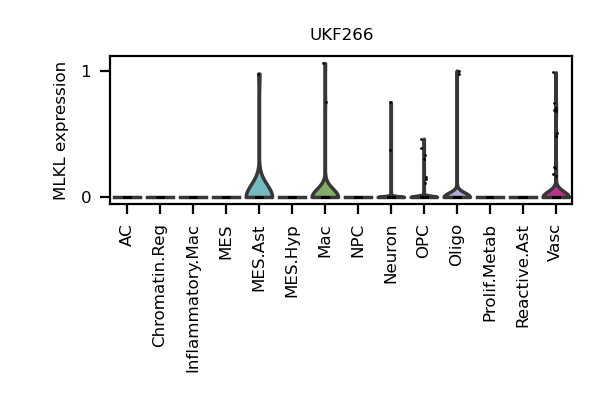 UKF266
MLKL expression
1
0
AC
Chromatin.Reg
Inflammatory.Mac
MES
MES.Ast
MES.Hyp
Mac
NPC
Neuron
OPC
Oligo
Prolif.Metab
Reactive.Ast
Vasc